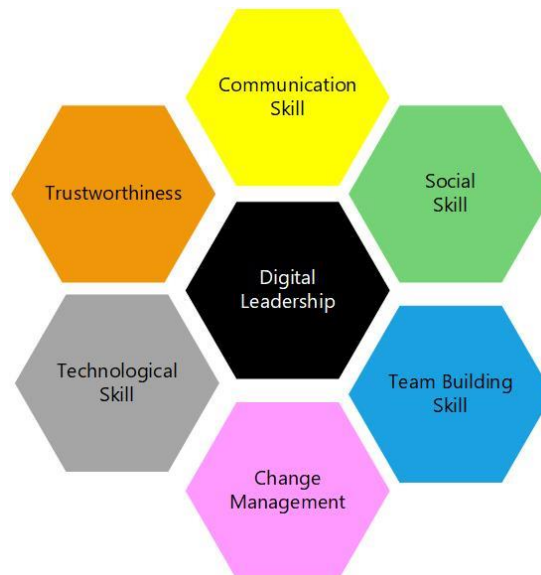 Communication
Skill
Trustworthiness
Social
Skill
Digital
Leadership
Technological
Skill
Team Building
Skill
Change
Management